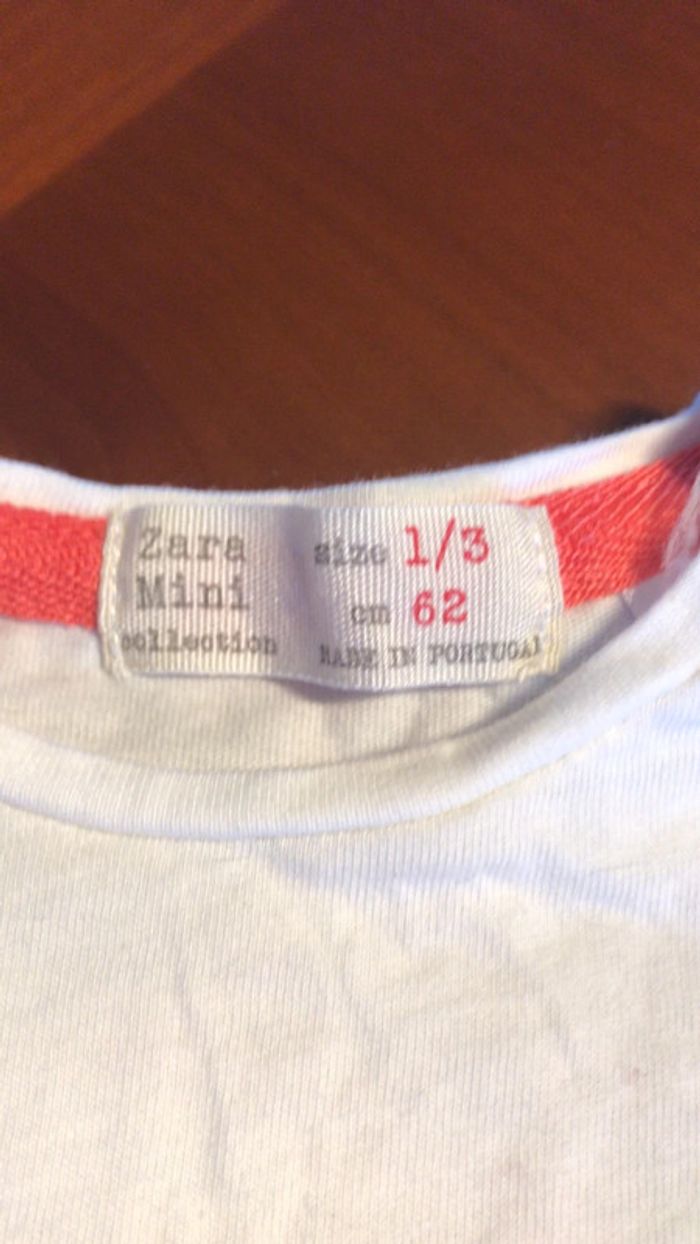 Zara
Mini
collection
size 1/3
cm 62
MADE IN PORTUGAL